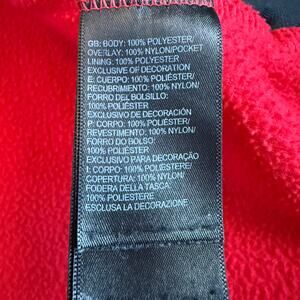 GB: BODY: 100% POLYESTER/
OVERLAY: 100% NYLON/POCKET
LINING: 100% POLYESTER
EXCLUSIVE OF DECORATION
E: CUERPO: 100% POLIÉSTER/
RECUBRIMIENTO: 100% NYLON/
FORRO DEL BOLSILLO:
100% POLIÉSTER
EXCLUSIVO DE DECORACIÓN
P: CORPO: 100% POLIÉSTER/
REVESTIMENTO: 100% NYLON/
FORRO DO BOLSO:
100% POLIÉSTER
EXCLUSIVO PARA DECORAÇÃO
I: CORPO: 100% POLIESTERE/
COPERTURA: 100% NYLON/
FODERA DELLA TASCA:
100% POLIESTERE
ESCLUSA LA DECORAZIONE